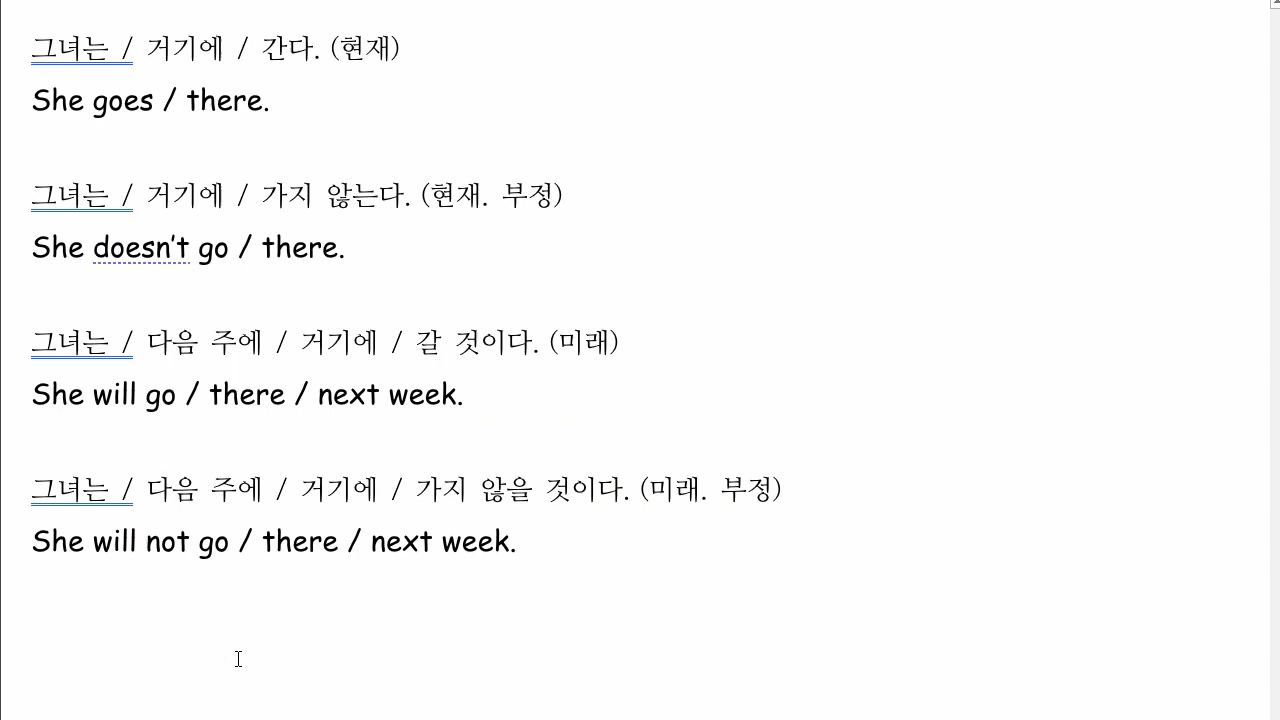 그녀는 / 거기에 / 간다. (현재)
She goes / there.
그녀는 / 거기에 / 가지 않는다. (현재. 부정)
She doesn’t go / there.
그녀는 / 다음 주에 / 거기에 / 갈 것이다. (미래)
She will go / there / next week.
그녀는 / 다음 주에 / 거기에 / 가지 않을 것이다. (미래. 부정)
She will not go / there / next week.